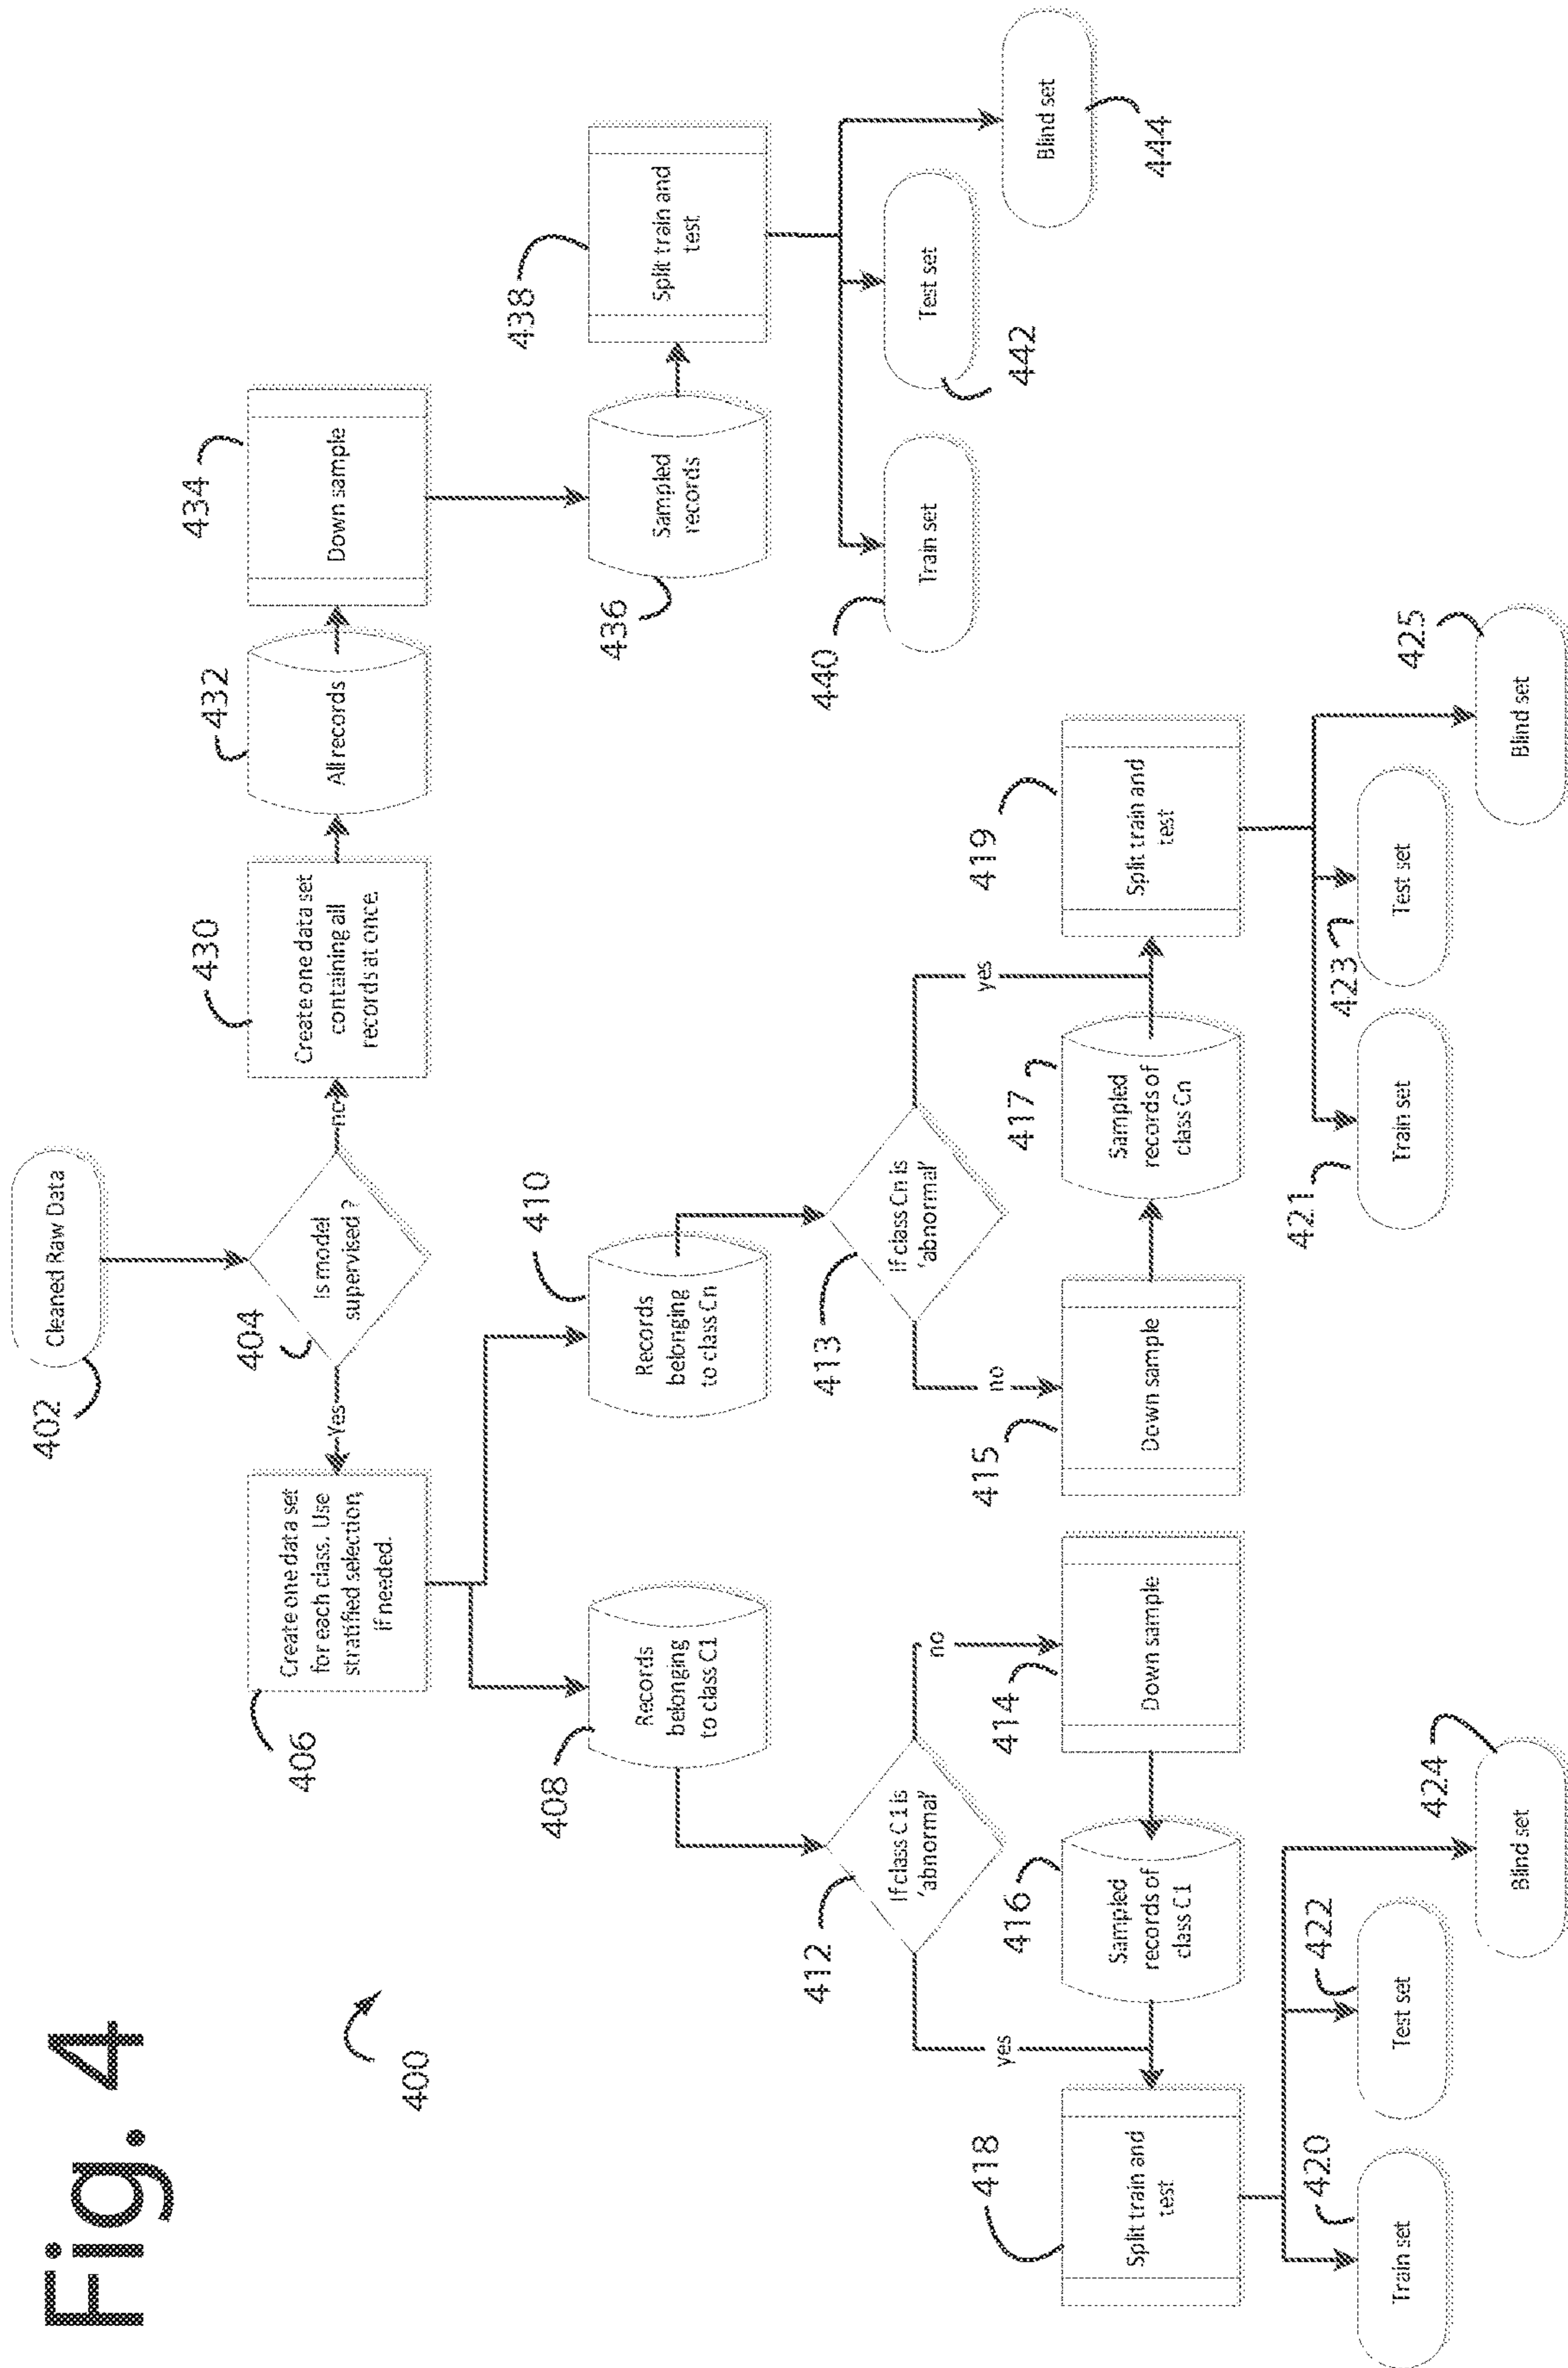 Fig. 4
400
402
Cleaned Raw Data
404
Is model
supervised ?
Yes
no
406
Create one data set
for each class. Use
stratified selection,
if needed.
430
Create one data set
containing all
records at once.
432
All records
434
Down sample
408
Records
belonging
to class C1
410
Records
belonging
to class Cn
436
Sampled
records
438
Split train and
test
412
If class C1 is
'abnormal'
yes
no
413
If class Cn is
'abnormal'
no
yes
440
Train set
442
Test set
444
Blind set
418
Split train and
test
416
Sampled
records of
class C1
414
Down sample
415
Down sample
417
Sampled
records of
class Cn
419
Split train and
test
420
Train set
422
Test set
424
Blind set
421
Train set
423
Test set
425
Blind set